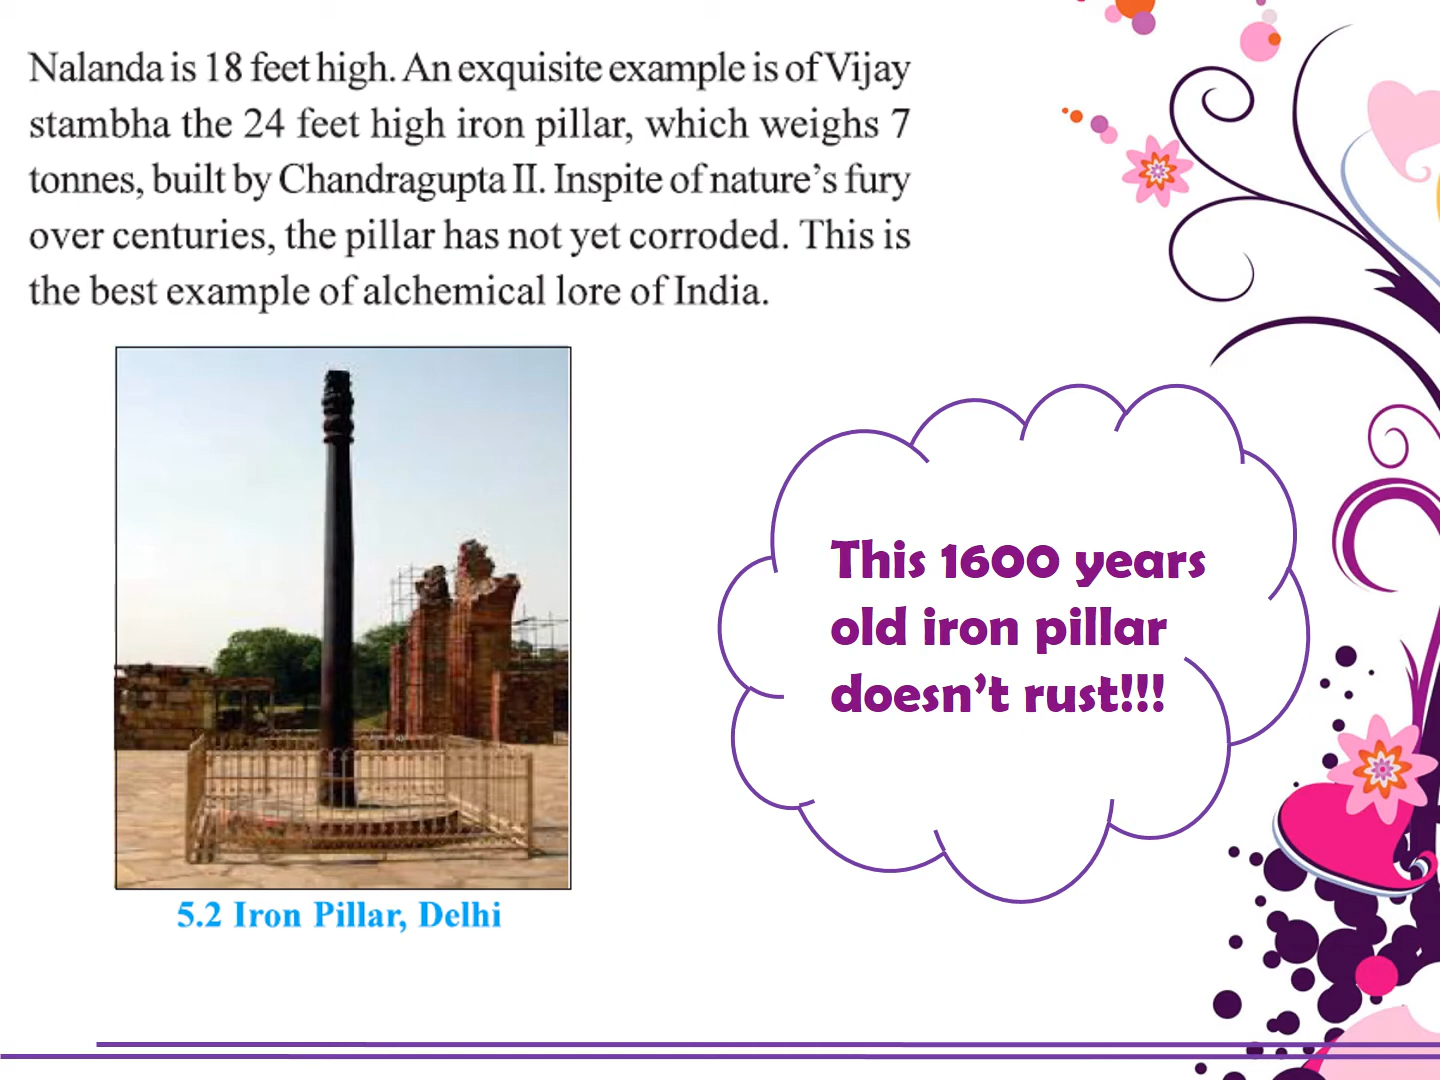 Nalanda is 18 feet high. An exquisite example is of Vijay
stambha the 24 feet high iron pillar, which weighs 7
tonnes, built by Chandragupta II. Inspite of nature’s fury
over centuries, the pillar has not yet corroded. This is
the best example of alchemical lore of India.
This 1600 years
old iron pillar
doesn’t rust!!!
5.2 Iron Pillar, Delhi